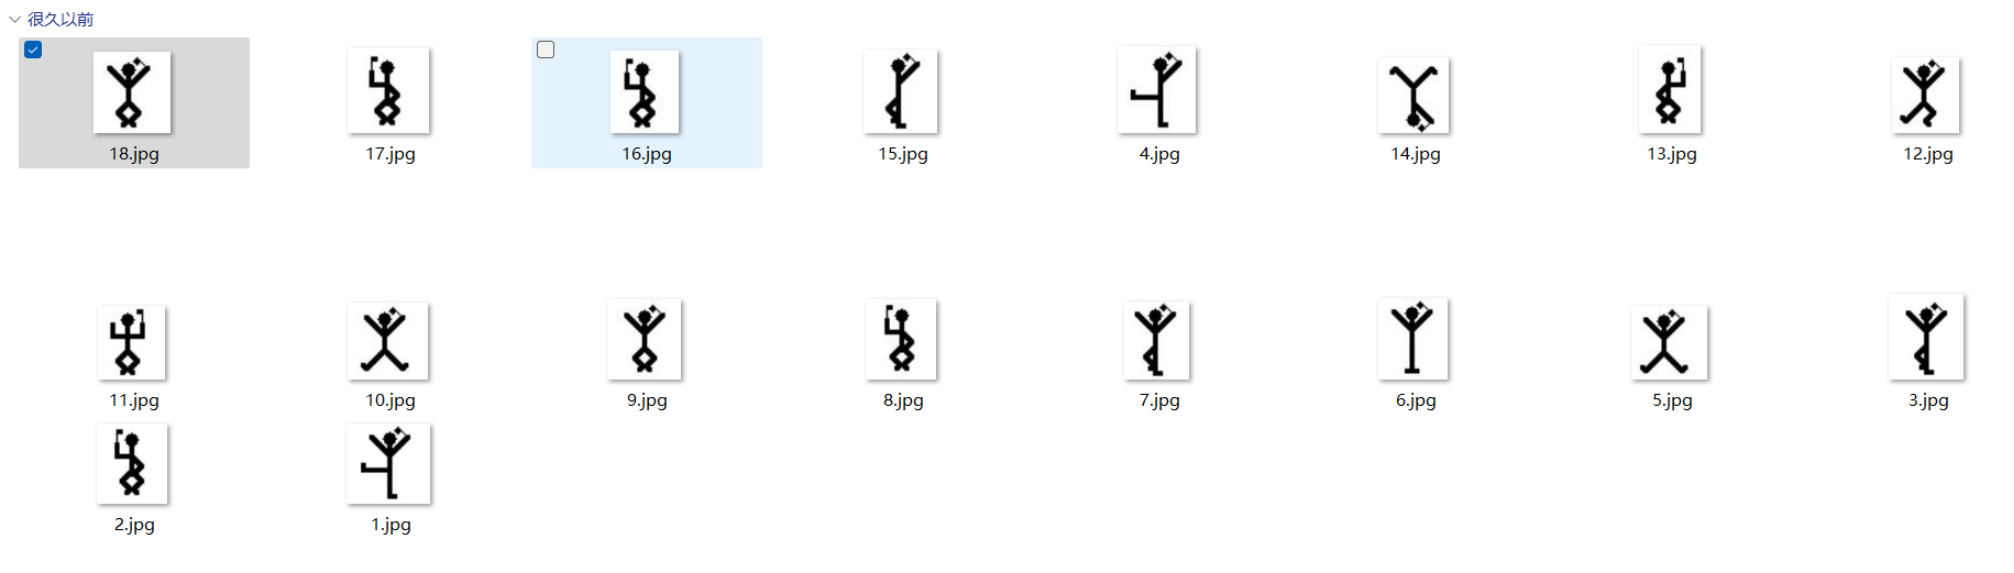 很久以前
18.jpg 17.jpg 16.jpg 15.jpg 4.jpg 14.jpg 13.jpg 12.jpg
11.jpg 10.jpg 9.jpg 8.jpg 7.jpg 6.jpg 5.jpg 3.jpg
2.jpg 1.jpg